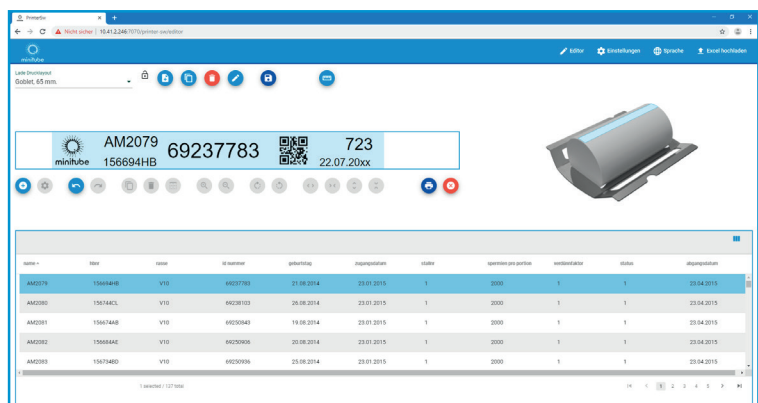 PrinterSw
Nicht sicher | 10.41.2.246:7070/printer-sw/editor
minitube
Editor
Einstellungen
Sprache
Excel hochladen
Lade Drucklayout
Goblet, 65 mm.
minitube
AM2079
156694HB
69237783
723
22.07.20xx
name
hbnr
rasse
id nummer
geburtstag
zugangsdatum
stallnr
spermien pro portion
status
abgangsdatum
AM2079 156694HB V10 69237783 21.08.2014 23.01.2015 1 2000 1 1 23.04.2015
AM2080 156744CL V10 69238103 26.08.2014 23.01.2015 1 2000 1 1 23.04.2015
AM2081 156674AB V10 69250843 19.08.2014 23.01.2015 1 2000 1 1 23.04.2015
AM2082 156684AE V10 69250906 20.08.2014 23.01.2015 1 2000 1 1 23.04.2015
AM2083 156734BD V10 69250936 25.08.2014 23.01.2015 1 2000 1 1 23.04.2015
1 selected / 127 total
1 2 3 4 5